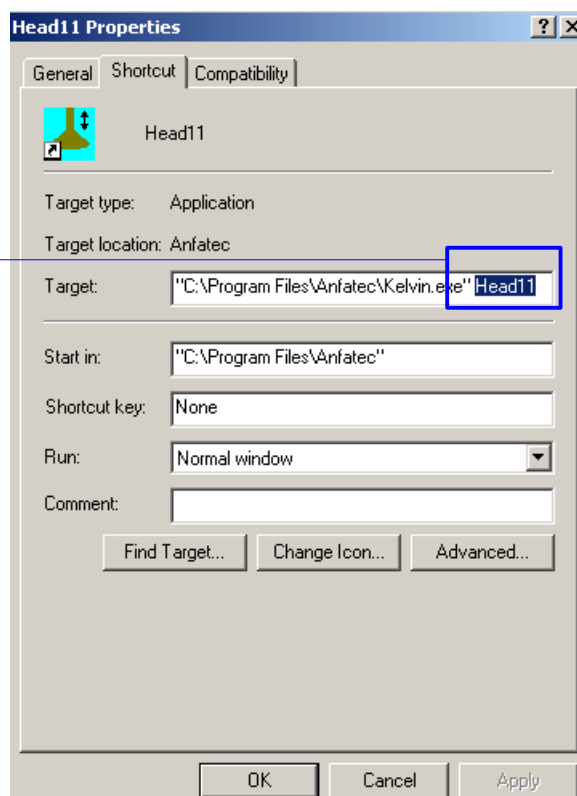 Head11 Properties ? X
General Shortcut Compatibility
Head11
Target type: Application
Target location: Anfatec
Target: "C:\Program Files\Anfatec\Kelvin.exe" Head11
Start in: "C:\Program Files\Anfatec"
Shortcut key: None
Run: Normal window
Comment:
Find Target... Change Icon... Advanced...
OK Cancel Apply